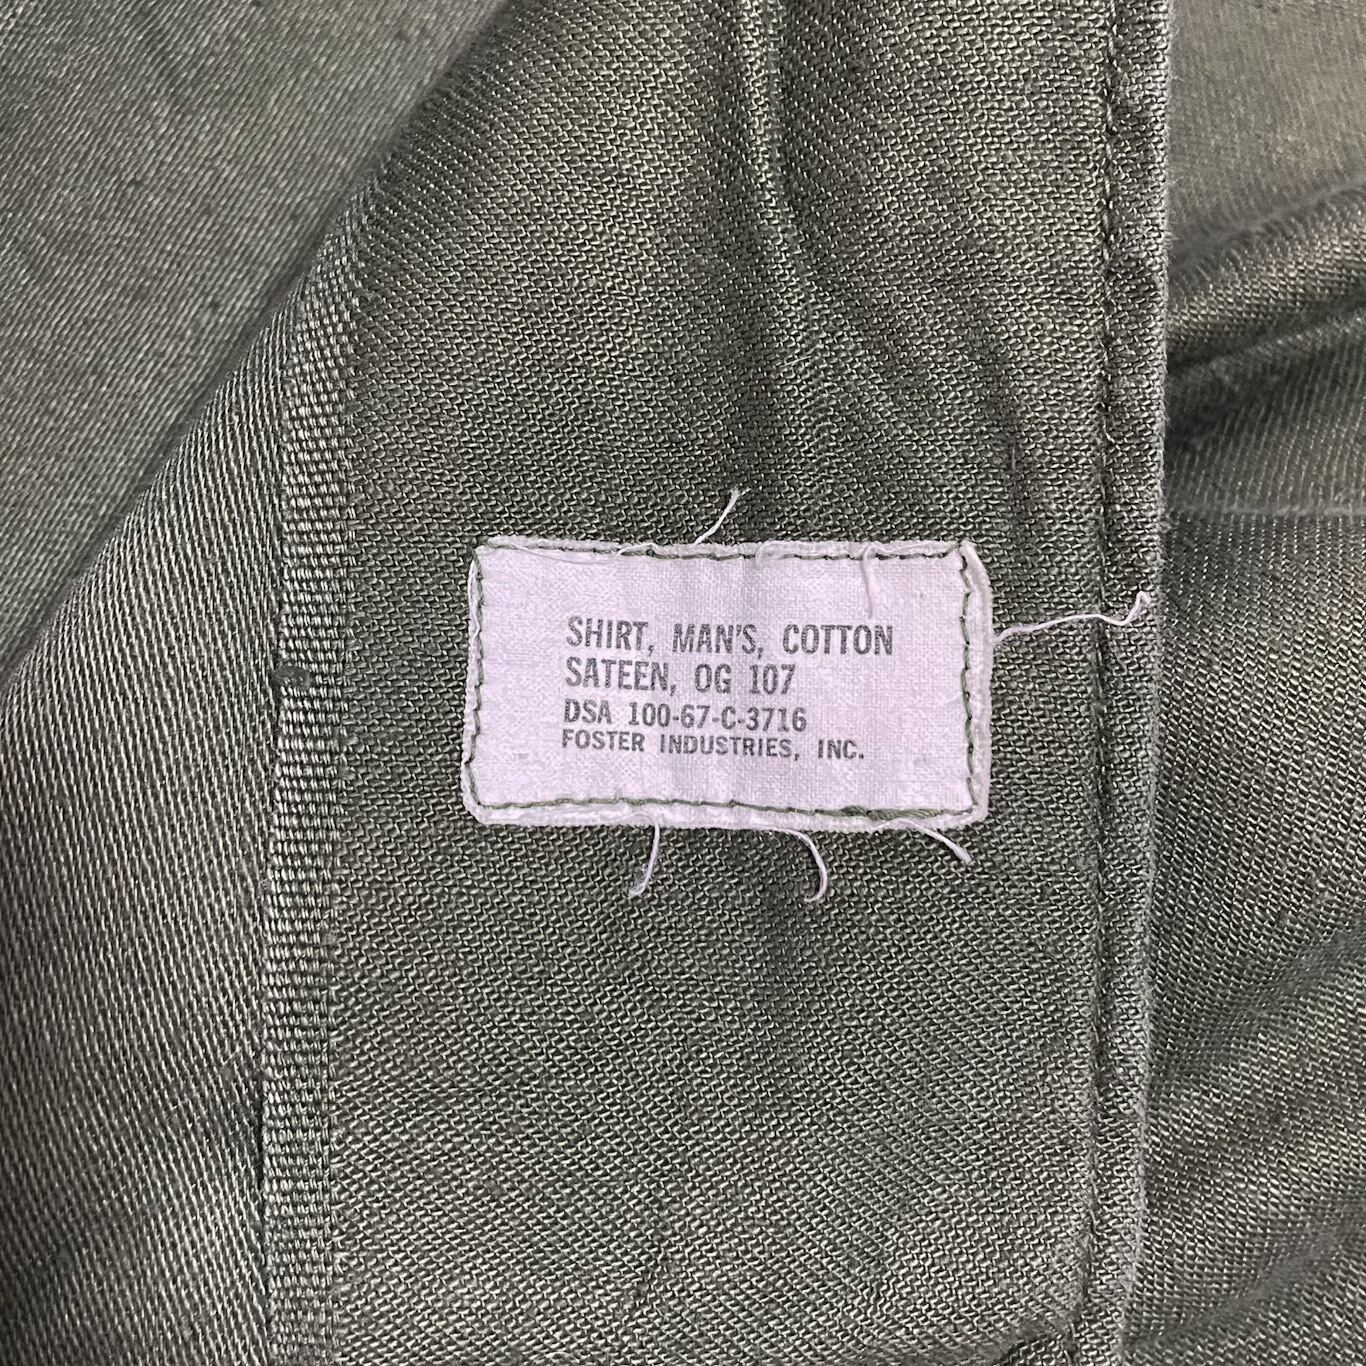 SHIRT, MAN'S, COTTON
SATEEN, OG 107
DSA 100-67-C-3716
FOSTER INDUSTRIES, INC.